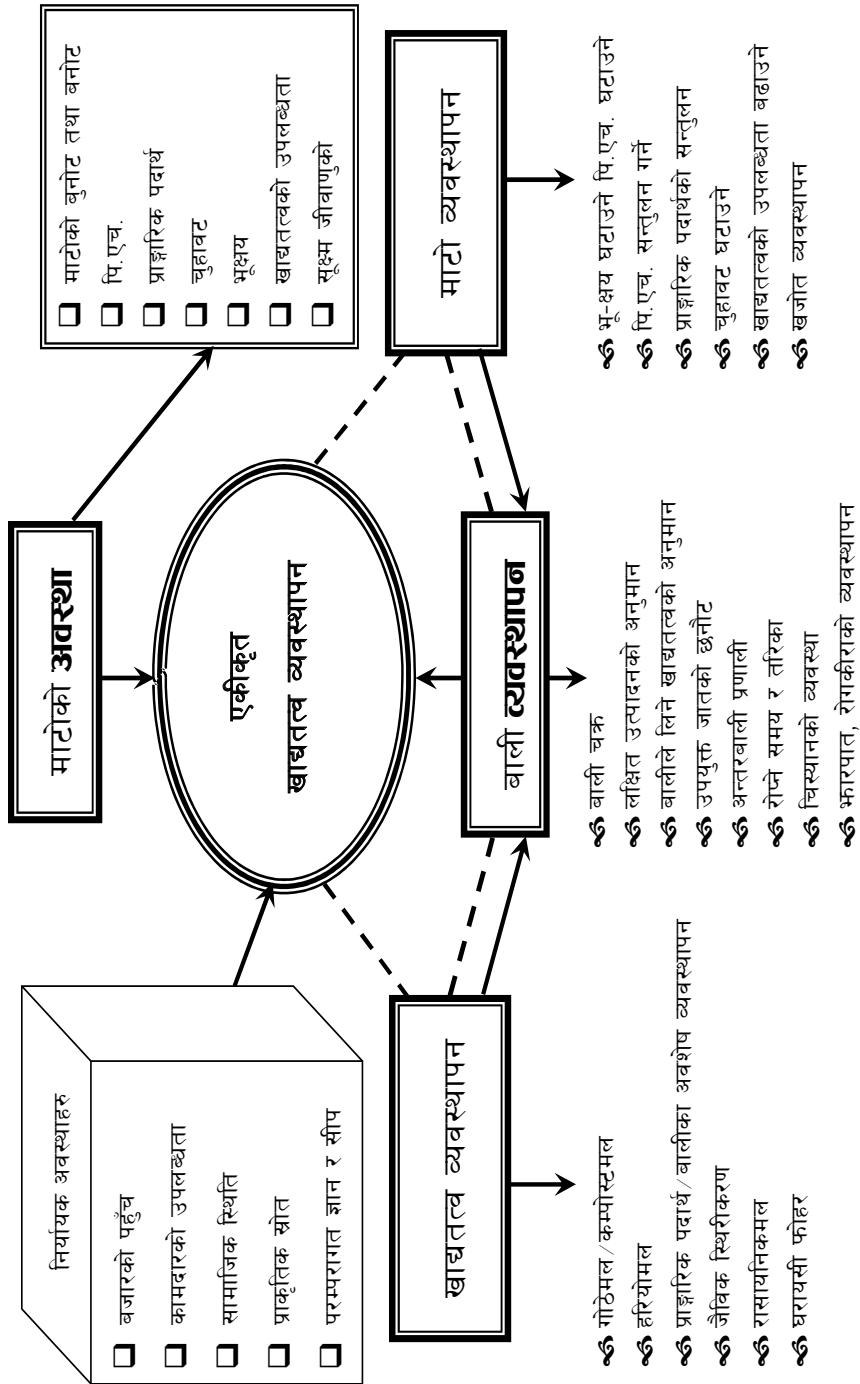 निर्यायक अवस्थाहरु
बजारको पहुँच
कामदारको उपलब्धता
सामाजिक स्थिति
प्राकृतिक स्रोत
परम्परागत ज्ञान र सीप
माटोको अवस्था
माटोको बुनोट तथा बनोट
पि.एच.
प्राङ्गारिक पदार्थ
चुहावट
भूक्षय
खाद्यतत्वको उपलब्धता
सूक्ष्म जीवाणुको
एकीकृत
खाद्यतत्व व्यवस्थापन
खाद्यतत्व व्यवस्थापन
बाली व्यवस्थापन
माटो व्यवस्थापन
गोठेमल/कम्पोस्टमल
हरियोमल
प्राङ्गारिक पदार्थ/बालीका अवशेष व्यवस्थापन
जैविक स्थिरीकरण
रासायनिकमल
घरायसी फोहर
बाली चक्र
लक्षित उत्पादनको अनुमान
बालीले लिने खाद्यतत्वको अनुमान
उपयुक्त जातको छनौट
अन्तरबाली प्रणाली
रोप्ने समय र तरिका
चिस्यानको व्यवस्था
झारपात, रोगकीराको व्यवस्थापन
भू-क्षय घटाउने पि.एच. घटाउने
पि.एच. सन्तुलन गर्ने
प्राङ्गारिक पदार्थको सन्तुलन
चुहावट घटाउने
खाद्यतत्वको उपलब्धता बढाउने
खजोत व्यवस्थापन